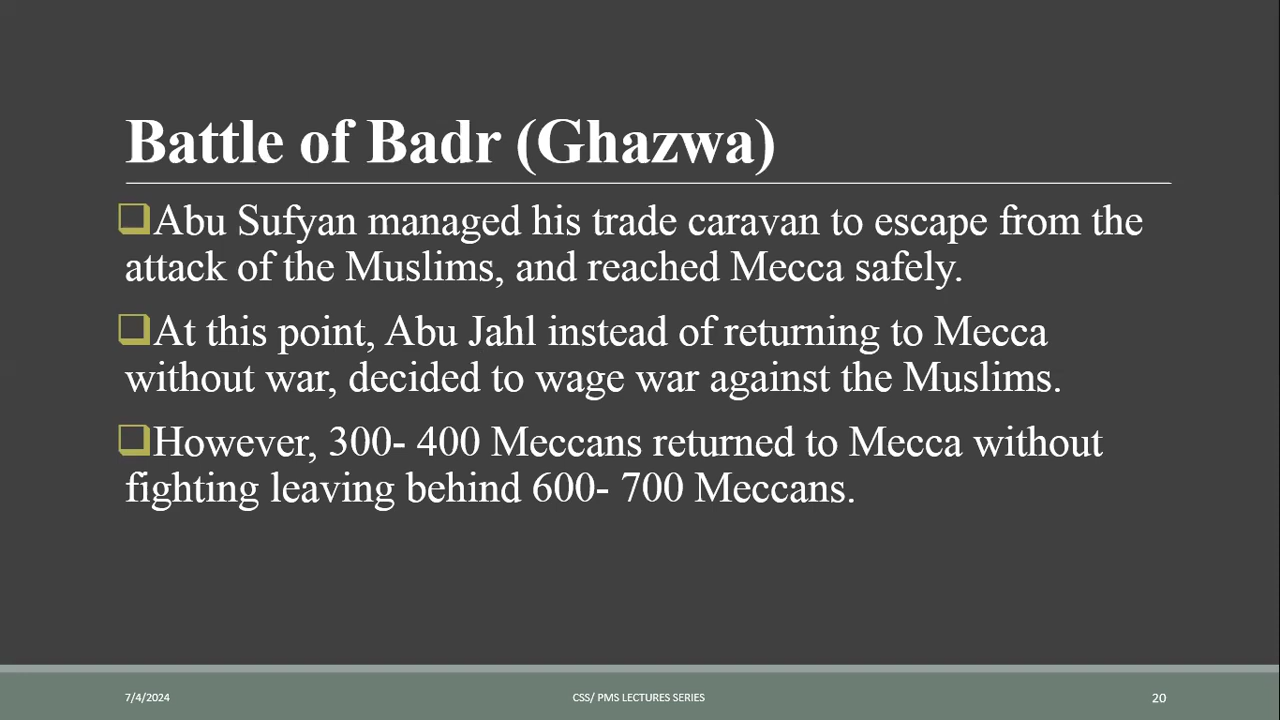 Battle of Badr (Ghazwa)
Abu Sufyan managed his trade caravan to escape from the
attack of the Muslims, and reached Mecca safely.
At this point, Abu Jahl instead of returning to Mecca
without war, decided to wage war against the Muslims.
However, 300- 400 Meccans returned to Mecca without
fighting leaving behind 600- 700 Meccans.
7/4/2024
CSS/ PMS LECTURES SERIES
20